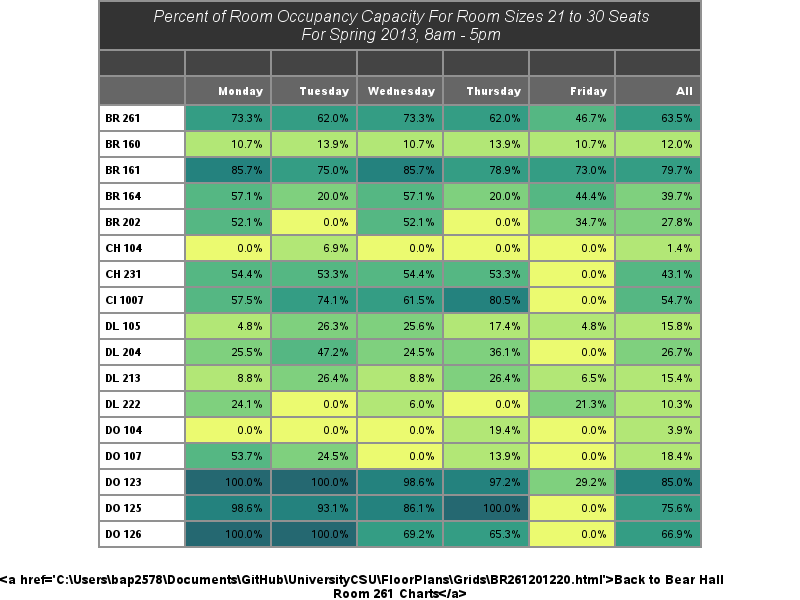 Percent of Room Occupancy Capacity For Room Sizes 21 to 30 Seats
For Spring 2013, 8am - 5pm
Monday Tuesday Wednesday Thursday Friday All
BR 261 73.3% 62.0% 73.3% 62.0% 46.7% 63.5%
BR 160 10.7% 13.9% 10.7% 13.9% 10.7% 12.0%
BR 161 85.7% 75.0% 85.7% 78.9% 73.0% 79.7%
BR 164 57.1% 20.0% 57.1% 20.0% 44.4% 39.7%
BR 202 52.1% 0.0% 52.1% 0.0% 34.7% 27.8%
CH 104 0.0% 6.9% 0.0% 0.0% 0.0% 1.4%
CH 231 54.4% 53.3% 54.4% 53.3% 0.0% 43.1%
CI 1007 57.5% 74.1% 61.5% 80.5% 0.0% 54.7%
DL 105 4.8% 26.3% 25.6% 17.4% 4.8% 15.8%
DL 204 25.5% 47.2% 24.5% 36.1% 0.0% 26.7%
DL 213 8.8% 26.4% 8.8% 26.4% 6.5% 15.4%
DL 222 24.1% 0.0% 6.0% 0.0% 21.3% 10.3%
DO 104 0.0% 0.0% 0.0% 19.4% 0.0% 3.9%
DO 107 53.7% 24.5% 0.0% 13.9% 0.0% 18.4%
DO 123 100.0% 100.0% 98.6% 97.2% 29.2% 85.0%
DO 125 98.6% 93.1% 86.1% 100.0% 0.0% 75.6%
DO 126 100.0% 100.0% 69.2% 65.3% 0.0% 66.9%
<a href='C:\Users\bap2578\Documents\GitHub\UniversityCSU\FloorPlans\Grids\BR261201220.html'>Back to Bear Hall
Room 261 Charts</a>